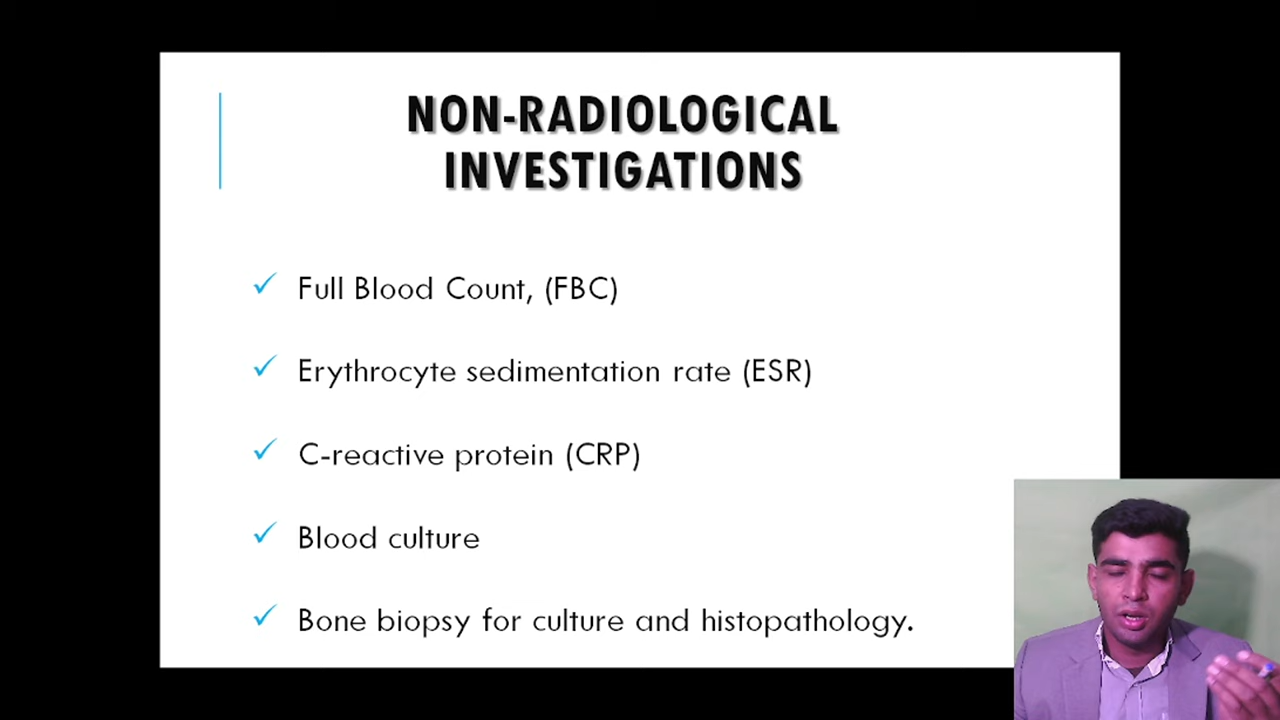 NON-RADIOLOGICAL
INVESTIGATIONS
✓ Full Blood Count, (FBC)
✓ Erythrocyte sedimentation rate (ESR)
✓ C-reactive protein (CRP)
✓ Blood culture
✓ Bone biopsy for culture and histopathology.